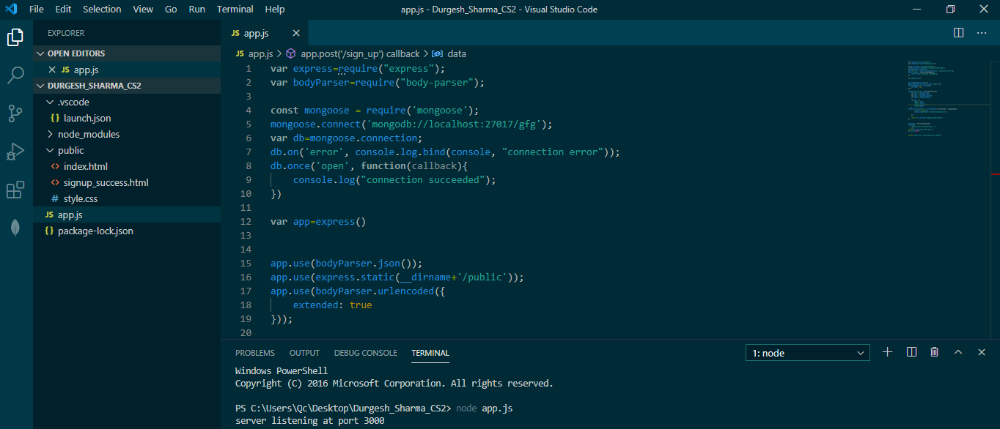 File Edit Selection View Go Run Terminal Help app.js - Durgesh_Sharma_CS2 - Visual Studio Code
EXPLORER
OPEN EDITORS
JS app.js
DURGESH_SHARMA_CS2
.vscode
{} launch.json
node_modules
public
<> index.html
<> signup_success.html
# style.css
JS app.js
{} package-lock.json
JS app.js
JS app.js > app.post('/sign_up') callback > data
1 var express=require("express");
2 var bodyParser=require("body-parser");
3
4 const mongoose = require('mongoose');
5 mongoose.connect('mongodb://localhost:27017/gfg');
6 var db=mongoose.connection;
7 db.on('error', console.log.bind(console, "connection error"));
8 db.once('open', function(callback){
9 console.log("connection succeeded");
10 })
11
12 var app=express()
13
14
15 app.use(bodyParser.json());
16 app.use(express.static(__dirname+'/public'));
17 app.use(bodyParser.urlencoded({
18 extended: true
19 }));
20
PROBLEMS OUTPUT DEBUG CONSOLE TERMINAL 1: node
Windows PowerShell
Copyright (C) 2016 Microsoft Corporation. All rights reserved.
PS C:\Users\Qc\Desktop\Durgesh_Sharma_CS2> node app.js
server listening at port 3000